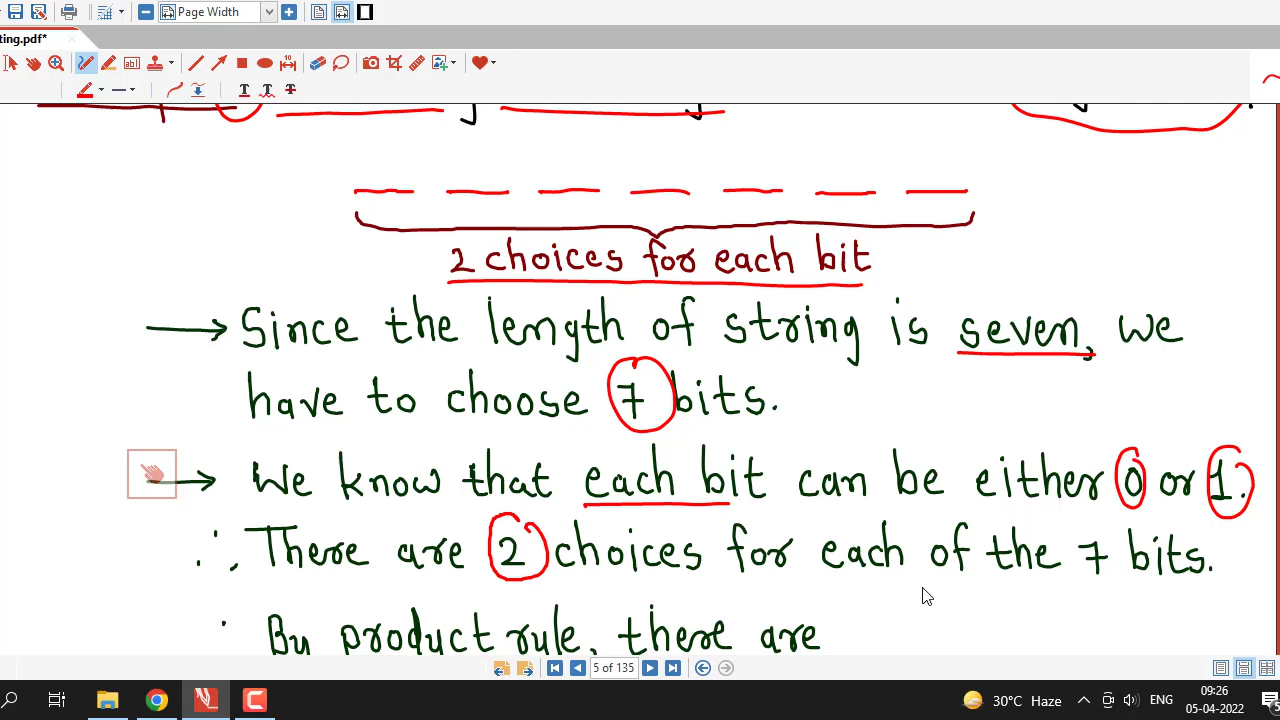 Page Width
ting.pdf*
10
T T T
2 choices for each bit
→ Since the length of string is seven, we
have to choose 7 bits.
→ We know that each bit can be either 0 or 1.
∴ There are 2 choices for each of the 7 bits.
By product rule, there are
5 of 135
30°C Haze
ENG
09:26
05-04-2022